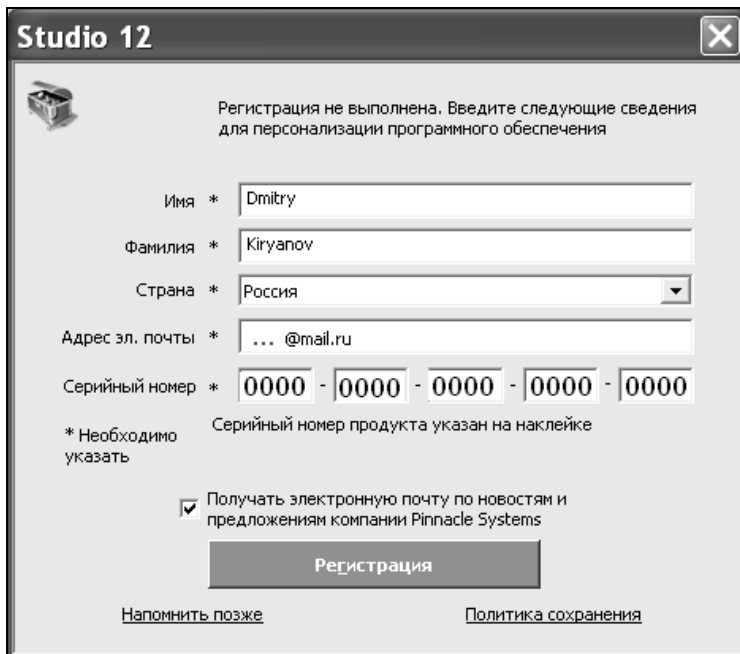 Studio 12
Регистрация не выполнена. Введите следующие сведения
для персонализации программного обеспечения
Имя * Dmitry
Фамилия * Kiryanov
Страна * Россия
Адрес эл. почты * ... @mail.ru
Серийный номер * 0000 - 0000 - 0000 - 0000 - 0000
Серийный номер продукта указан на наклейке
* Необходимо
указать
Получать электронную почту по новостям и
предложениям компании Pinnacle Systems
Регистрация
Напомнить позже Политика сохранения